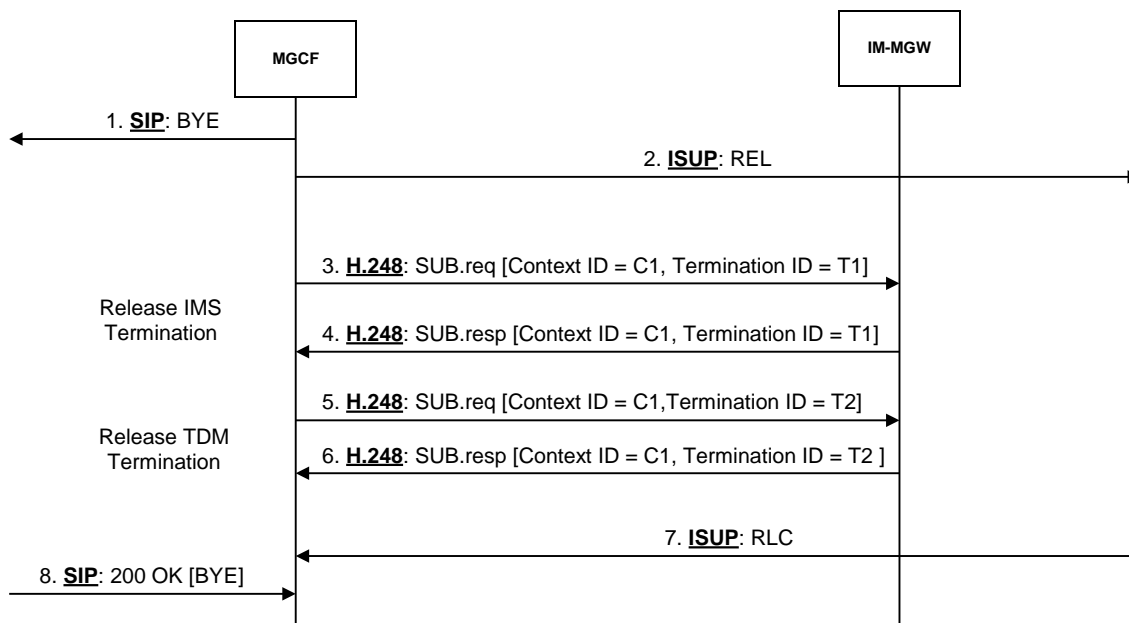 MGCF
IM-MGW
1. SIP: BYE
2. ISUP: REL
3. H.248: SUB.req [Context ID = C1, Termination ID = T1]
Release IMS
Termination
4. H.248: SUB.resp [Context ID = C1, Termination ID = T1]
5. H.248: SUB.req [Context ID = C1,Termination ID = T2]
Release TDM
Termination
6. H.248: SUB.resp [Context ID = C1, Termination ID = T2 ]
7. ISUP: RLC
8. SIP: 200 OK [BYE]